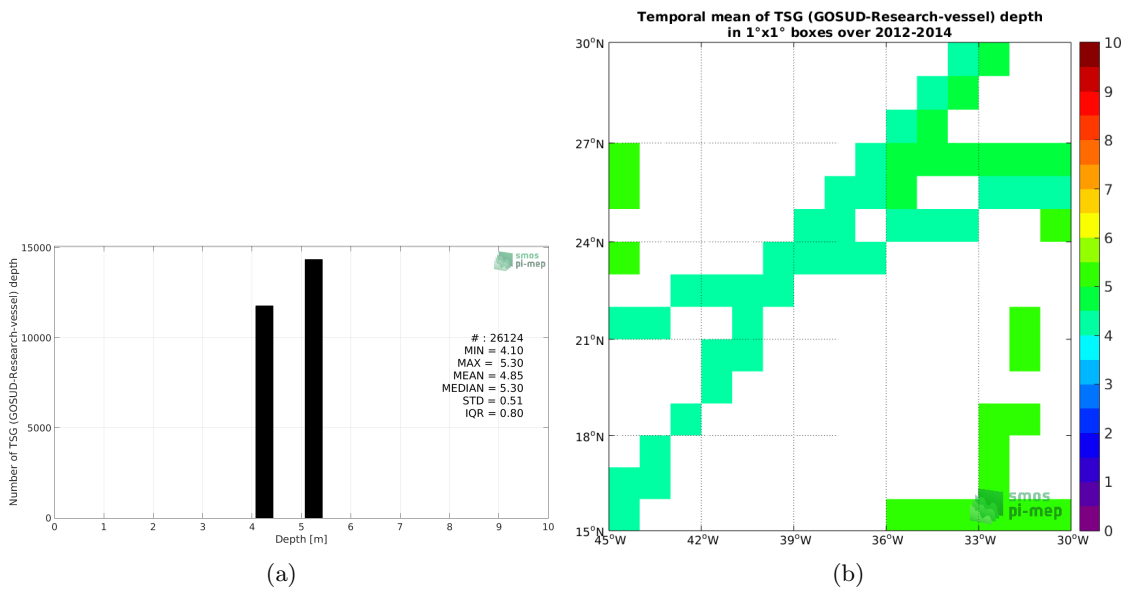 15000
10000
5000
0
Number of TSG (GOSUD-Research-vessel) depth
smos
pi-mep
# : 26124
MIN = 4.10
MAX = 5.30
MEAN = 4.85
MEDIAN = 5.30
STD = 0.51
IQR = 0.80
0 1 2 3 4 5 6 7 8 9 10
Depth [m]
(a)
Temporal mean of TSG (GOSUD-Research-vessel) depth
in 1°x1° boxes over 2012-2014
30°N
27°N
24°N
21°N
18°N
15°N
45°W 42°W 39°W 36°W 33°W 30°W
smos
pi-mep
10
9
8
7
6
5
4
3
2
1
0
(b)